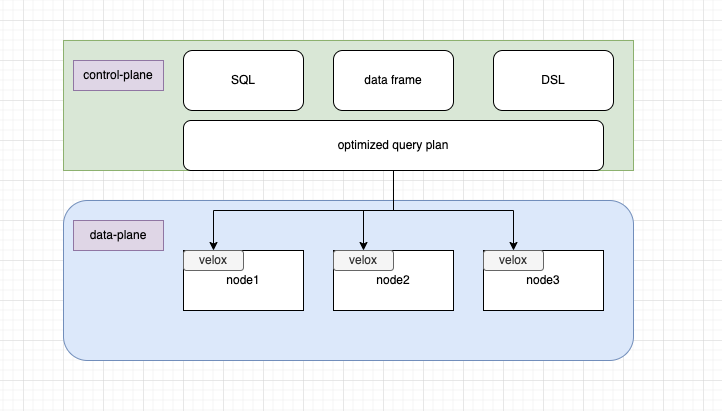 control-plane
SQL
data frame
DSL
optimized query plan
data-plane
velox
node1
velox
node2
velox
node3